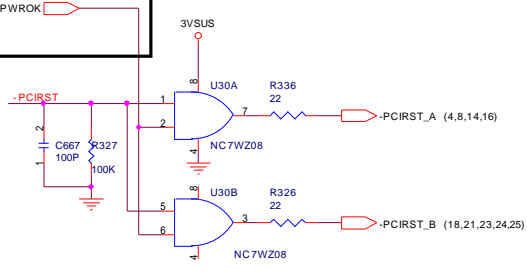 PWROK
3VSUS
8
U30A
R336
22
-PCIRST
1
7
-PCIRST_A (4,8,14,16)
2
2
C667
R327
1
100P
100K
4
NC7WZ08
8
U30B
R326
22
5
3
-PCIRST_B (18,21,23,24,25)
6
4
NC7WZ08